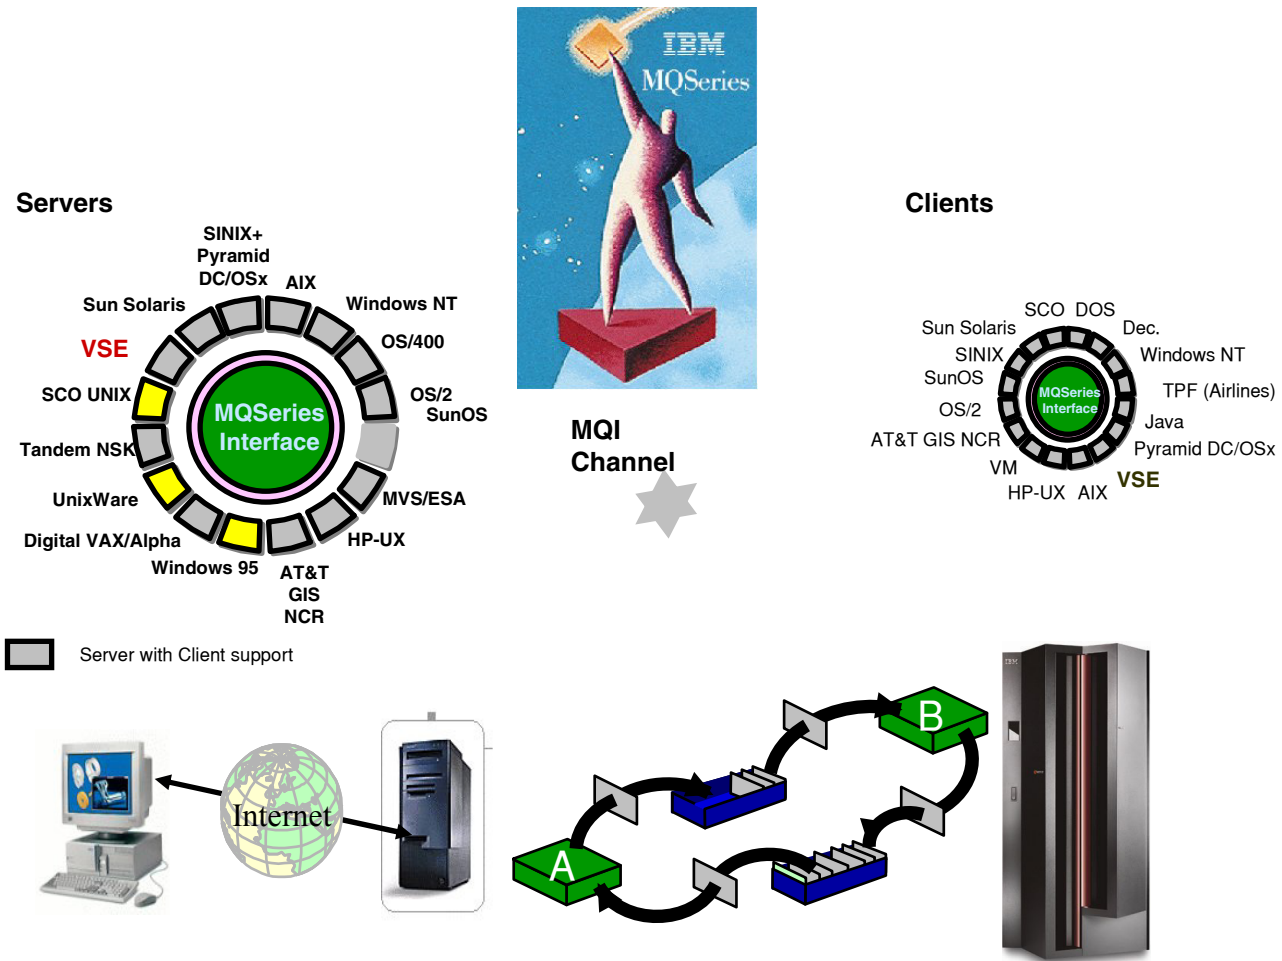 IBM
MQSeries
Servers
Clients
SINIX+
Pyramid
DC/OSx
AIX
Sun Solaris
Windows NT
VSE
OS/400
SCO UNIX
OS/2
SunOS
MQSeries
Interface
Tandem NSK
UnixWare
MVS/ESA
Digital VAX/Alpha
HP-UX
Windows 95
AT&T
GIS
NCR
MQI
Channel
SCO
DOS
Sun Solaris
Dec.
SINIX
Windows NT
SunOS
TPF (Airlines)
MQSeries
Interface
OS/2
Java
AT&T GIS NCR
Pyramid DC/OSx
VM
VSE
HP-UX
AIX
Server with Client support
Internet
A
B
IBM